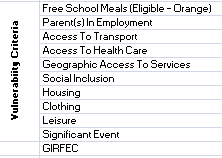 Vulnerability Criteria
Free School Meals (Eligible - Orange)
Parent(s) In Employment
Access To Transport
Access To Health Care
Geographic Access To Services
Social Inclusion
Housing
Clothing
Leisure
Significant Event
GIRFEC